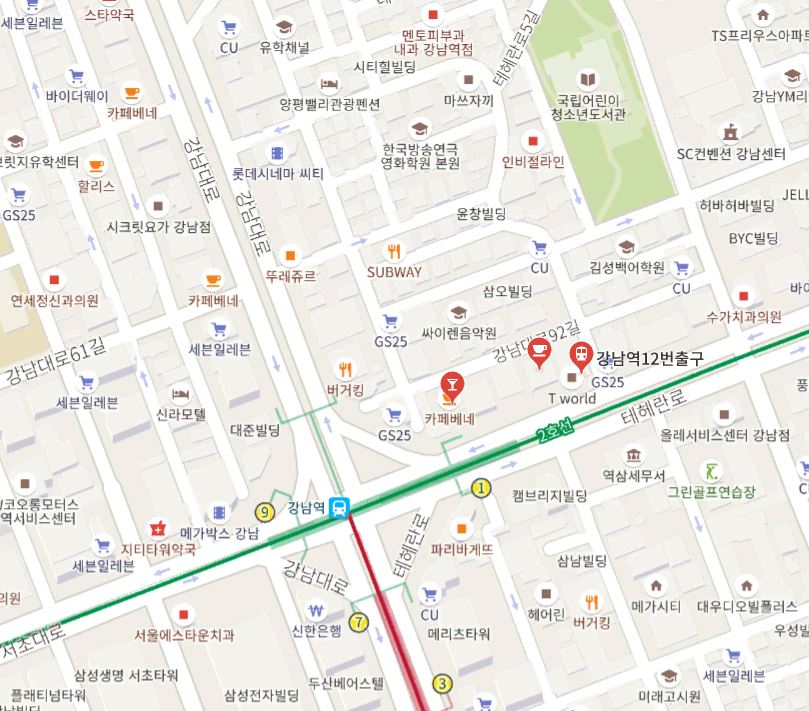 세븐일레븐
스타약국
CU
유학채널
멘토피부과
내과 강남역점
테헤란로5길
TS프리우스아파트
바이더웨이
카페베네
시티힐빌딩
양평밸리관광펜션
마쓰자끼
국립어린이
청소년도서관
강남YM리
브릿지유학센터
할리스
한국방송연극
영화학원 본원
인비절라인
SC컨벤션 강남센터
강남대로
롯데시네마 씨티
GS25
시크릿요가 강남점
강남대로
윤창빌딩
허바허바빌딩
JELL
BYC빌딩
SUBWAY
CU
김성백어학원
뚜레쥬르
CU
연세정신과의원
카페베네
삼오빌딩
수가치과의원
바이
GS25
싸이렌음악원
강남대로92길
세븐일레븐
강남대로61길
강남역12번출구
버거킹
GS25
T world
세븐일레븐
신라모텔
카페베네
테헤란로
풍
대준빌딩
GS25
2호선
올레서비스센터 강남점
역삼세무서
그린골프연습장
C
1
캠브리지빌딩
9
강남역
코오롱모터스
역서비스센터
메가박스 강남
지티타워약국
세븐일레븐
파리바게뜨
테헤란로
삼남빌딩
강남대로
의원
CU
헤어린
버거킹
메가시티
대우디오빌플러스
서울에스타운치과
신한은행
7
메리츠타워
우성빌
서초대로
삼성생명 서초타워
두산베어스텔
3
세븐일레븐
플래티넘타워
삼성전자빌딩
미래고시원